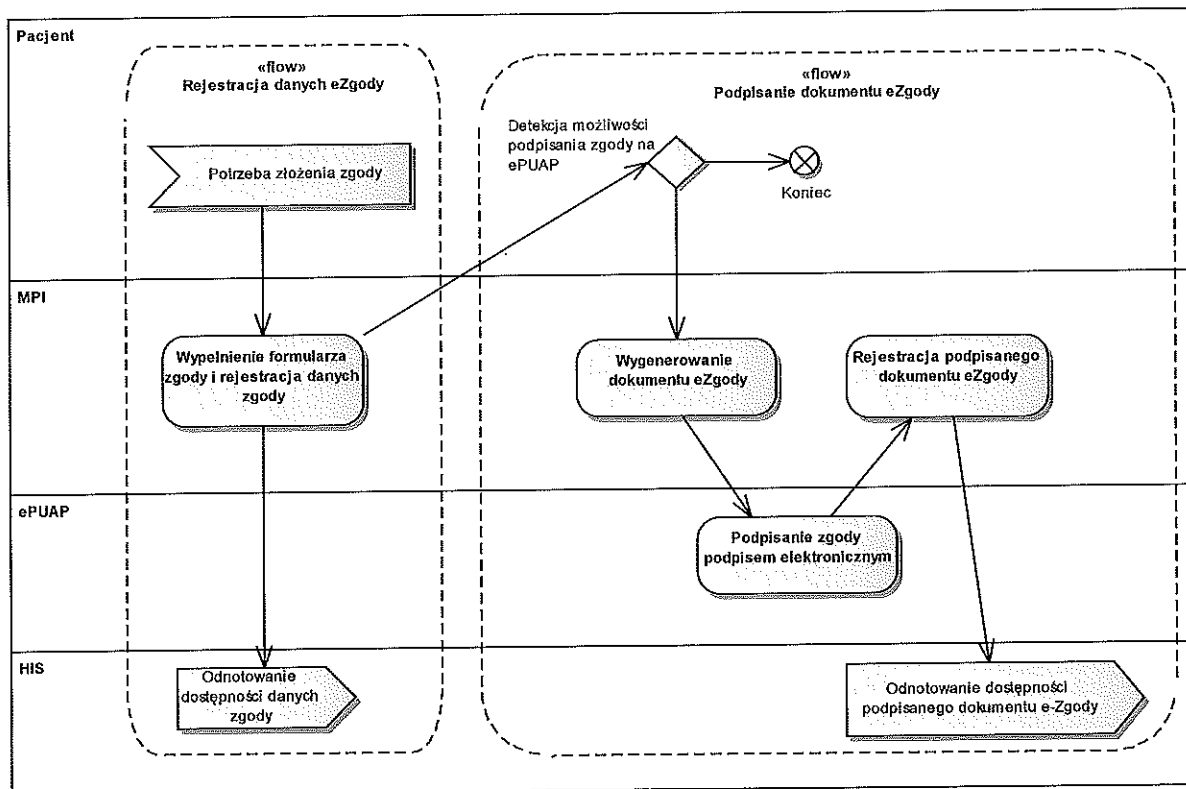 Pacjent
«flow»
Rejestracja danych eZgody
«flow»
Podpisanie dokumentu eZgody
Potrzeba złożenia zgody
Detekcja możliwości
podpisania zgody na
ePUAP
Koniec
MPI
Wypełnienie formularza
zgody i rejestracja danych
zgody
Wygenerowanie
dokumentu eZgody
Rejestracja podpisanego
dokumentu eZgody
ePUAP
Podpisanie zgody
podpisem elektronicznym
HIS
Odnotowanie
dostępności danych
zgody
Odnotowanie dostępności
podpisanego dokumentu e-Zgody